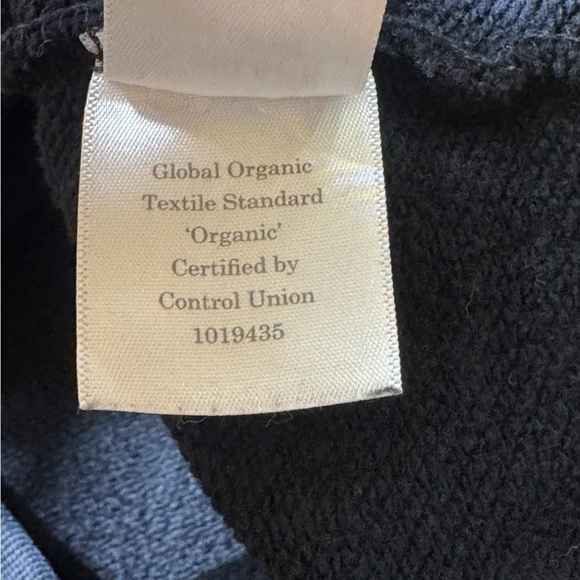 Global Organic
Textile Standard
‘Organic’
Certified by
Control Union
1019435